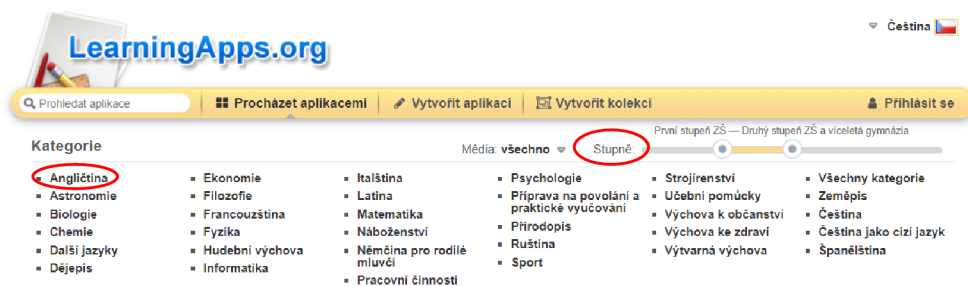 Čeština
LearningApps.org
Prohledat aplikace
Procházet aplikacemi
Vytvořit aplikaci
Vytvořit kolekci
Přihlásit se
Kategorie
Média: všechno
Stupně:
První stupeň ZŠ — Druhý stupeň ZŠ a víceletá gymnázia
Angličtina
Astronomie
Biologie
Chemie
Další jazyky
Dějepis
Ekonomie
Filozofie
Francouzština
Fyzika
Hudební výchova
Informatika
Italština
Latina
Matematika
Náboženství
Němčina pro rodilé
mluvčí
Pracovní činnosti
Psychologie
Příprava na povolání a
praktické vyučování
Přírodopis
Ruština
Sport
Strojírenství
Učební pomůcky
Výchova k občanství
Výchova ke zdraví
Výtvarná výchova
Všechny kategorie
Zeměpis
Čeština
Čeština jako cizí jazyk
Španělština